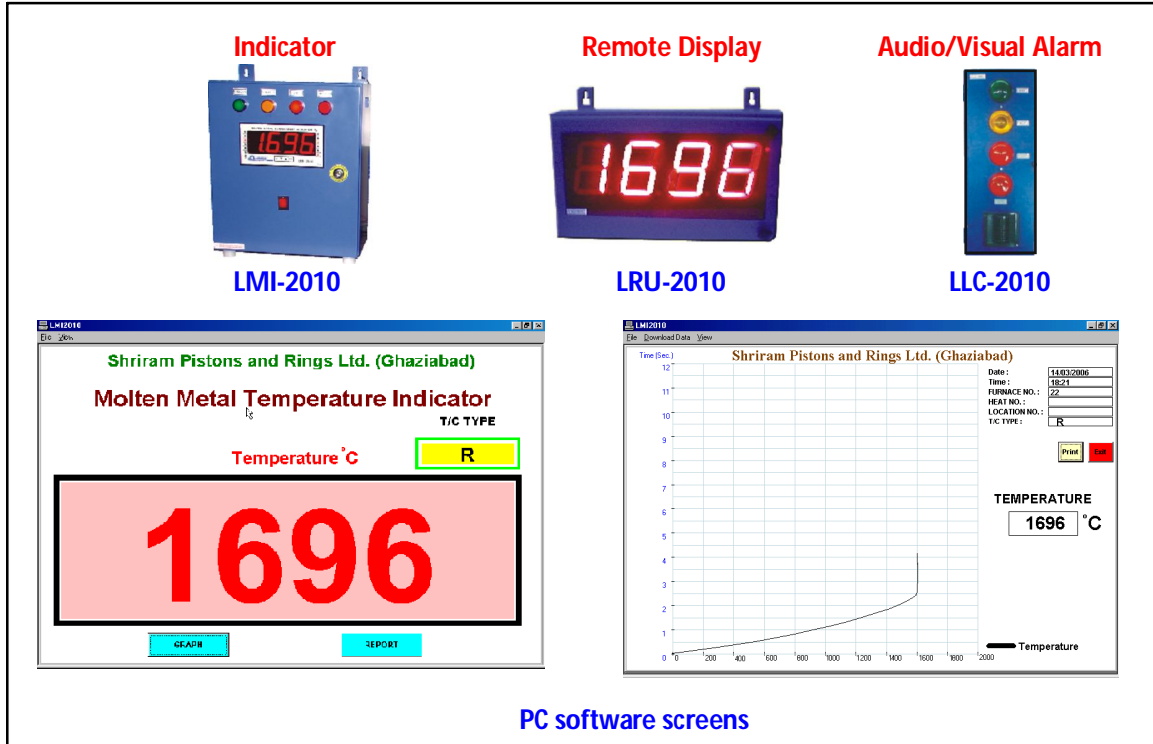 Indicator
Remote Display
Audio/Visual Alarm
1696
1696
LMI-2010
LRU-2010
LLC-2010
LMI2010
File View
Shriram Pistons and Rings Ltd. (Ghaziabad)
Molten Metal Temperature Indicator
T/C TYPE
R
Temperature °C
1696
GRAPH
REPORT
LMI2010
File Download Data View
Time (Sec.)
Shriram Pistons and Rings Ltd. (Ghaziabad)
Date : 14/03/2006
Time : 18:21
FURNACE NO. : 22
HEAT NO. :
LOCATION NO. :
T/C TYPE : R
Print Exit
TEMPERATURE
1696 °C
12
11
10
9
8
7
6
5
4
3
2
1
0
0 200 400 600 800 1000 1200 1400 1600 1800 2000
Temperature
PC software screens